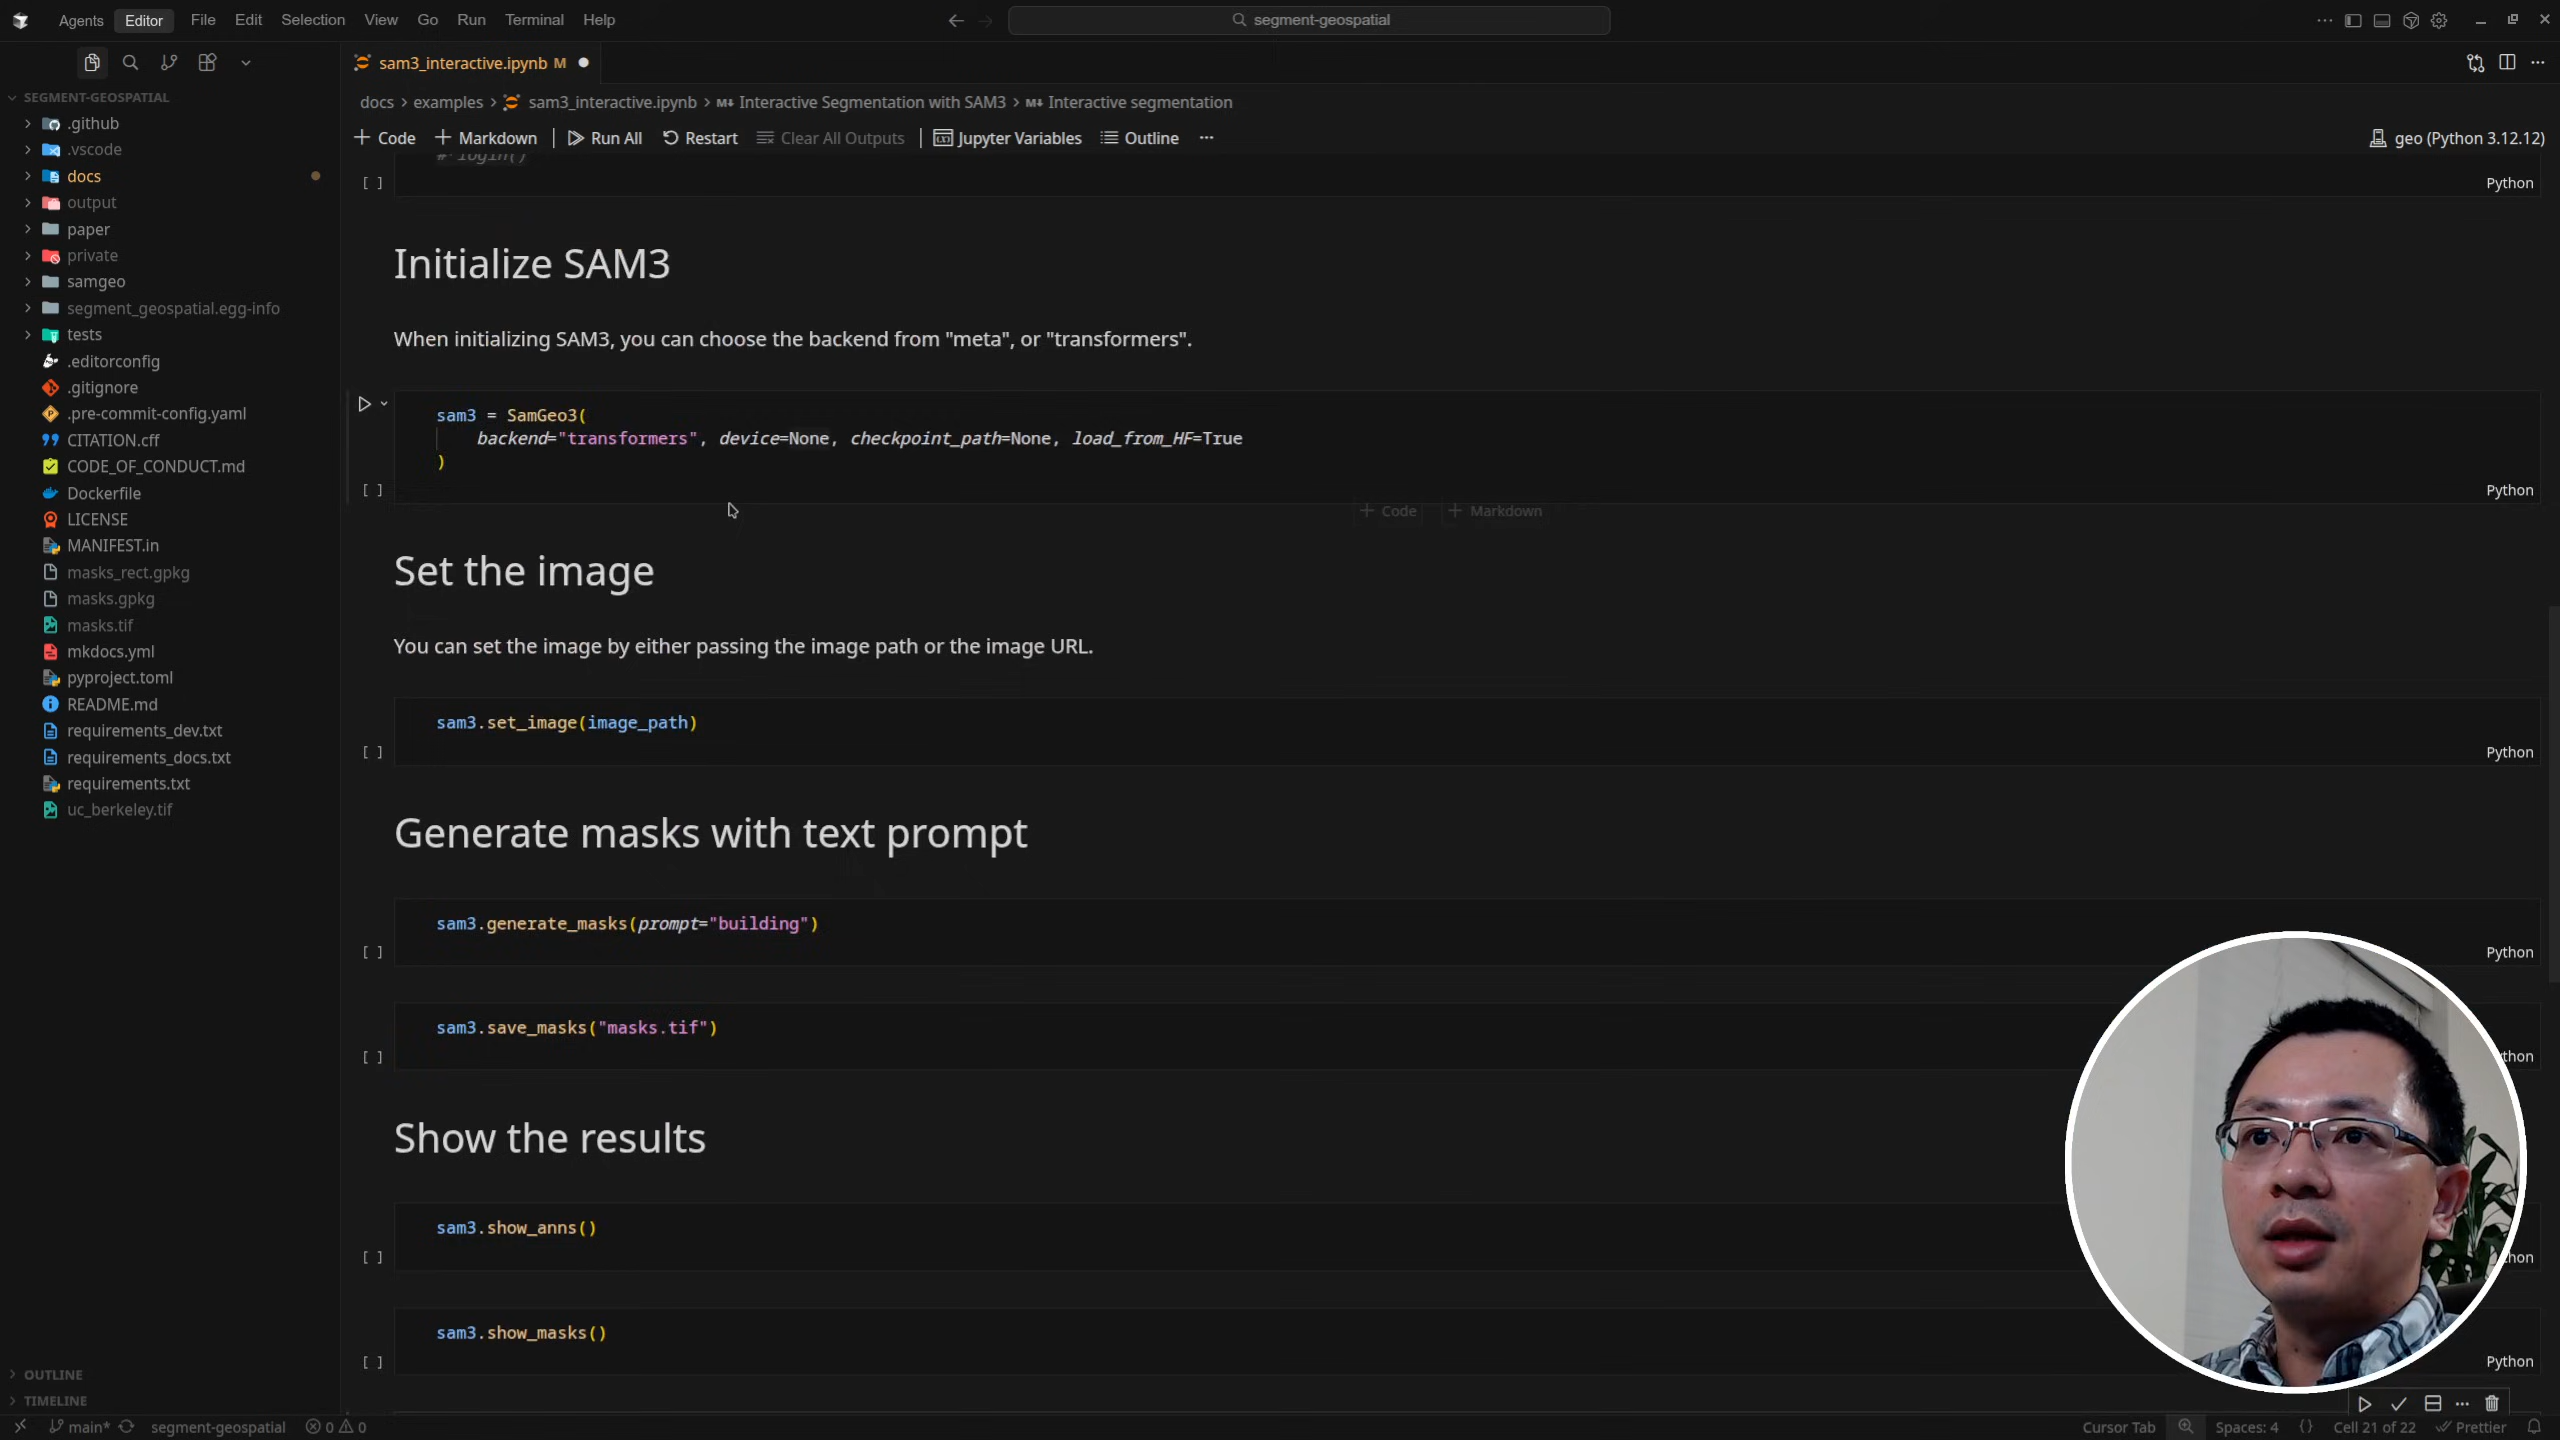 Agents Editor File Edit Selection View Go Run Terminal Help
segment-geospatial
sam3_interactive.ipynb M
SEGMENT-GEOSPATIAL
.github
.vscode
docs
output
paper
private
samgeo
segment_geospatial.egg-info
tests
.editorconfig
.gitignore
.pre-commit-config.yaml
CITATION.cff
CODE_OF_CONDUCT.md
Dockerfile
LICENSE
MANIFEST.in
masks_rect.gpkg
masks.gpkg
masks.tif
mkdocs.yml
pyproject.toml
README.md
requirements_dev.txt
requirements_docs.txt
requirements.txt
uc_berkeley.tif
OUTLINE
TIMELINE
docs > examples > sam3_interactive.ipynb > M↓ Interactive Segmentation with SAM3 > M↓ Interactive segmentation
+ Code + Markdown | Run All Restart Clear All Outputs | Jupyter Variables Outline ...
geo (Python 3.12.12)
# login()
[ ] Python
Initialize SAM3
When initializing SAM3, you can choose the backend from "meta", or "transformers".
sam3 = SamGeo3(
backend="transformers", device=None, checkpoint_path=None, load_from_HF=True
)
[ ] Python
+ Code + Markdown
Set the image
You can set the image by either passing the image path or the image URL.
sam3.set_image(image_path)
[ ] Python
Generate masks with text prompt
sam3.generate_masks(prompt="building")
[ ] Python
sam3.save_masks("masks.tif")
[ ] thon
Show the results
sam3.show_anns()
[ ] hon
sam3.show_masks()
[ ] Python
main* segment-geospatial 0 0
Cursor Tab Spaces: 4 {} Cell 21 of 22 Prettier